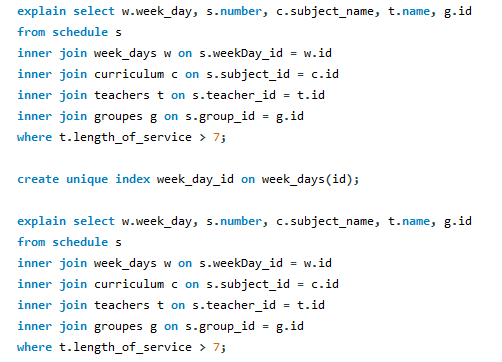 explain select w.week_day, s.number, c.subject_name, t.name, g.id
from schedule s
inner join week_days w on s.weekDay_id = w.id
inner join curriculum c on s.subject_id = c.id
inner join teachers t on s.teacher_id = t.id
inner join groupes g on s.group_id = g.id
where t.length_of_service > 7;
create unique index week_day_id on week_days(id);
explain select w.week_day, s.number, c.subject_name, t.name, g.id
from schedule s
inner join week_days w on s.weekDay_id = w.id
inner join curriculum c on s.subject_id = c.id
inner join teachers t on s.teacher_id = t.id
inner join groupes g on s.group_id = g.id
where t.length_of_service > 7;